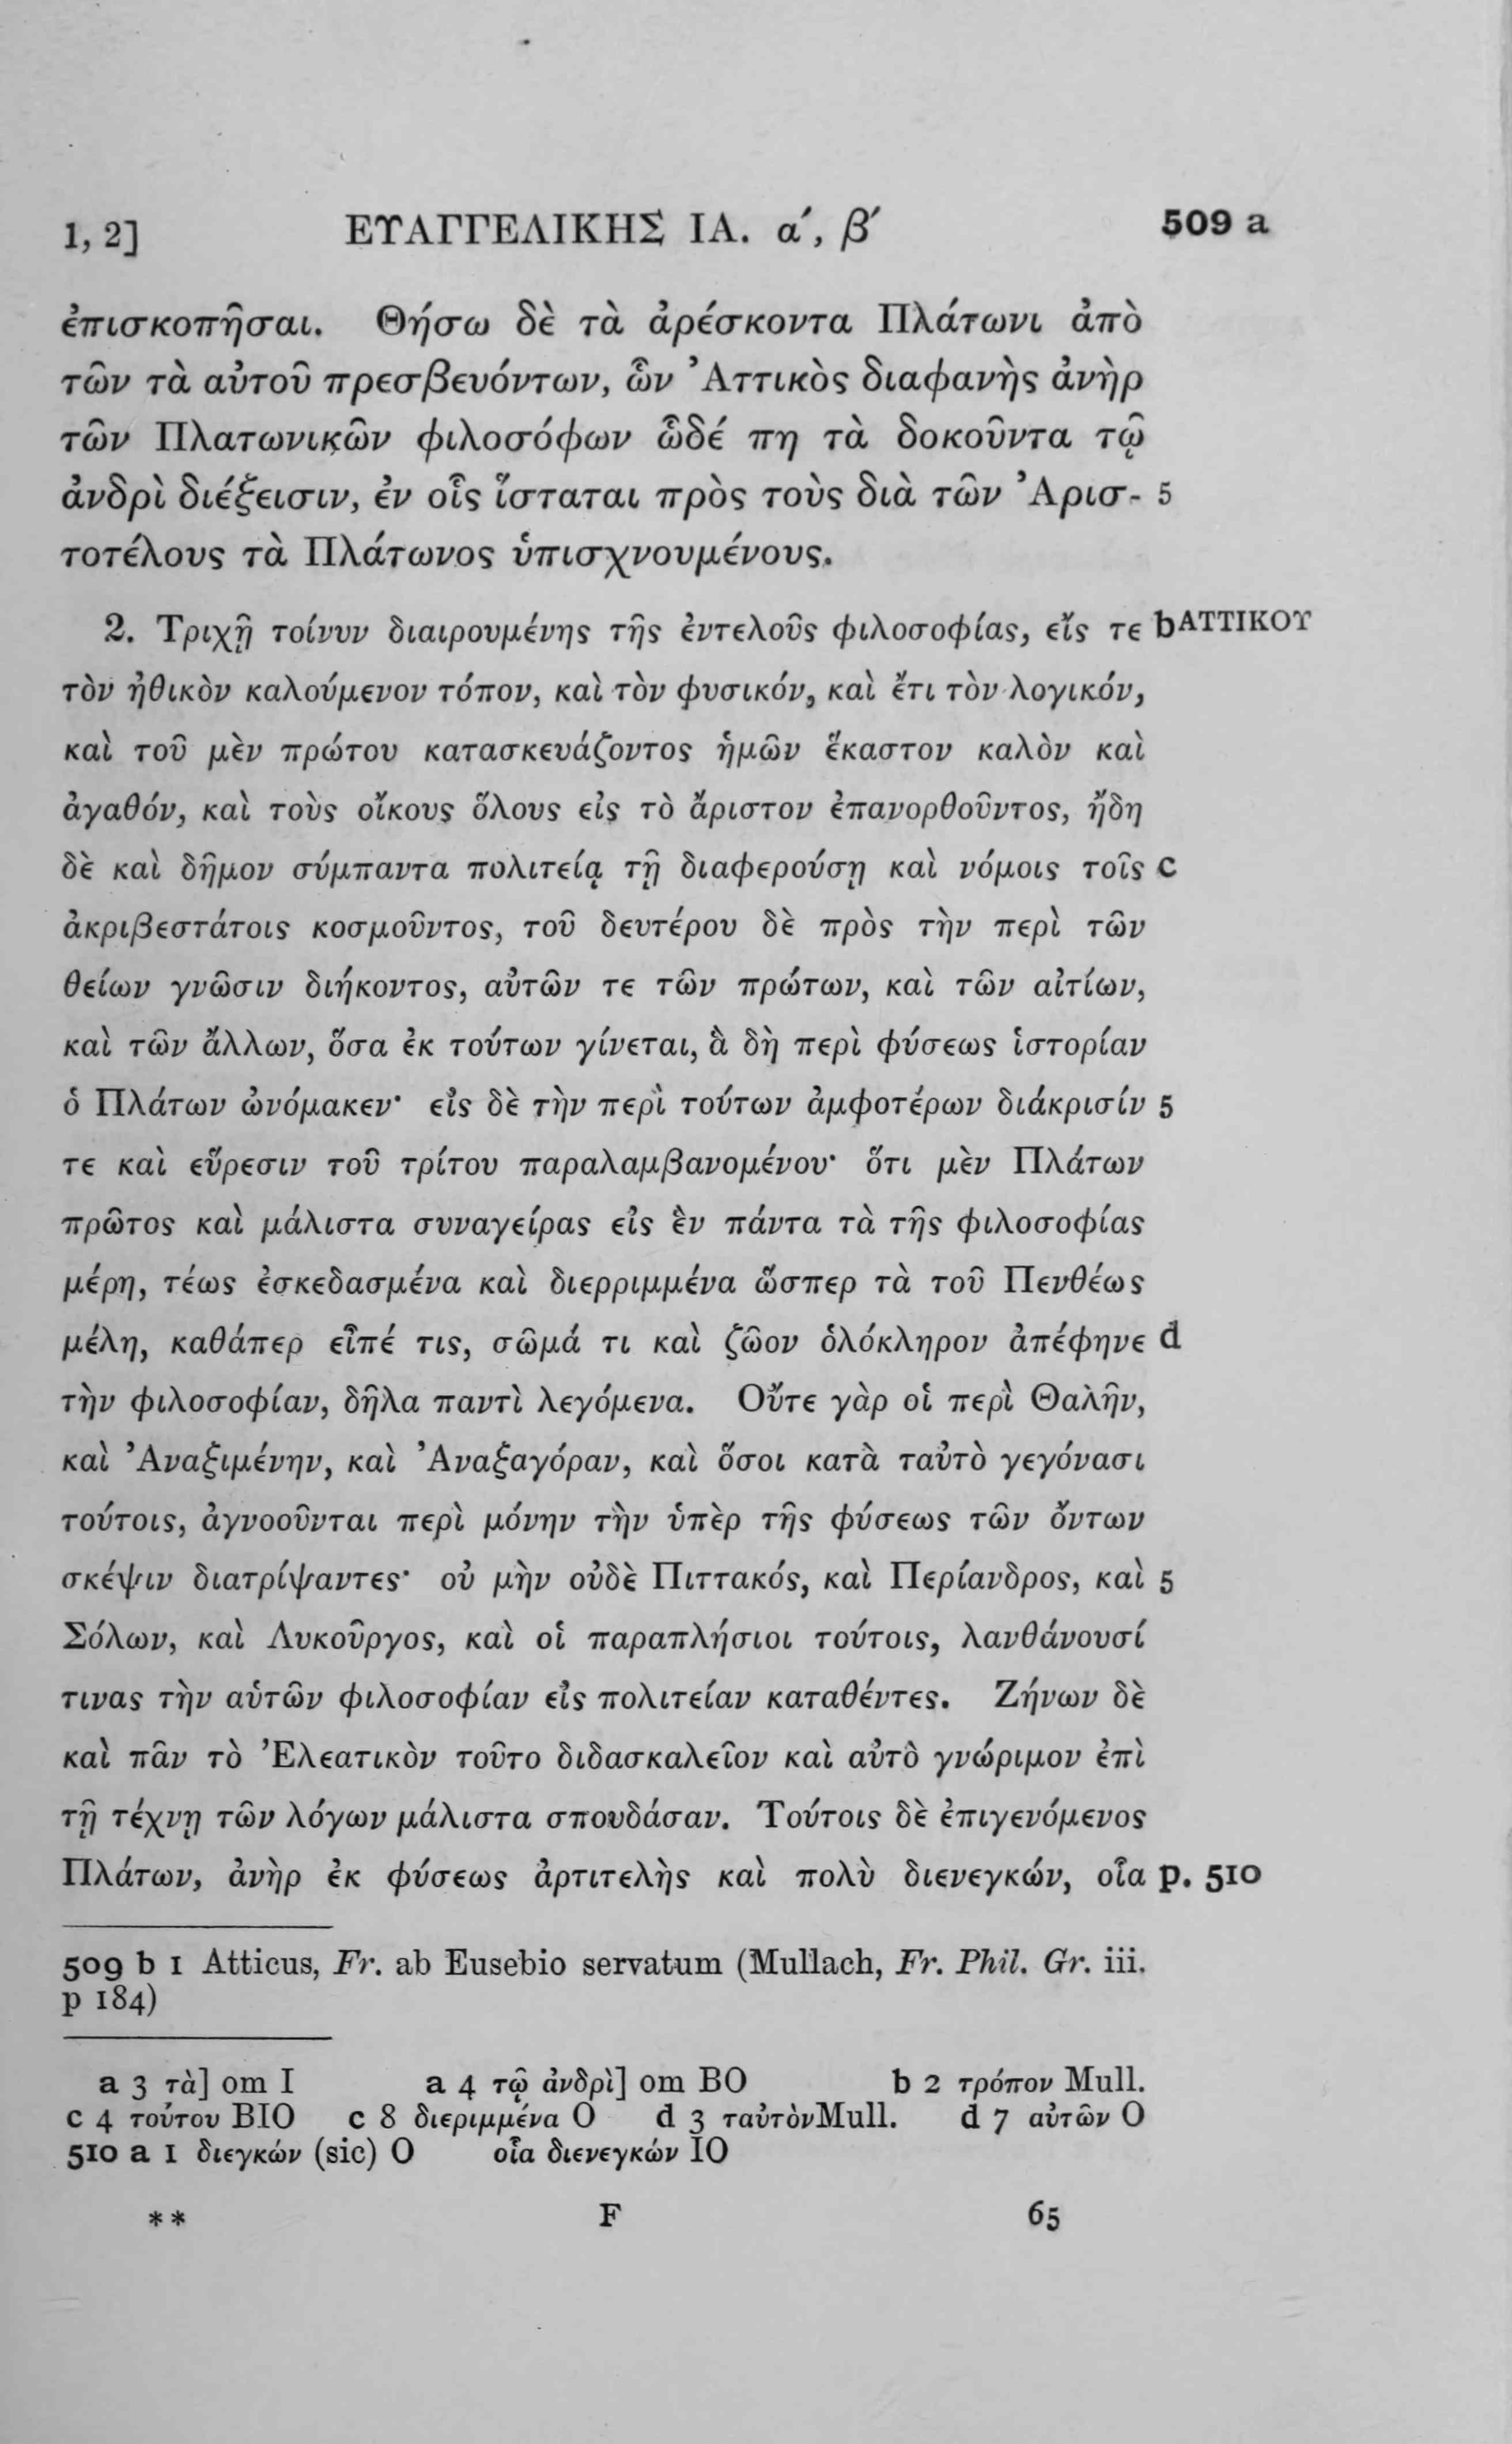 1, 2] ΕΥΑΓΓΕΛΙΚΗΣ ΙΑ. α´, β´ 509 a
ἐπισκοπῆσαι. Θήσω δὲ τὰ ἀρέσκοντα Πλάτωνι ἀπὸ
τῶν τὰ αὐτοῦ πρεσβευόντων, ὧν Ἀττικὸς διαφανὴς ἀνὴρ
τῶν Πλατωνικῶν φιλοσόφων ὧδέ πη τὰ δοκοῦντα τῷ
ἀνδρὶ διέξεισιν, ἐν οἷς ἵσταται πρὸς τοὺς διὰ τῶν Ἀρισ- 5
τοτέλους τὰ Πλάτωνος ὑπισχνουμένους.
2. Τριχῇ τοίνυν διαιρουμένης τῆς ἐντελοῦς φιλοσοφίας, εἴς τε b ΑΤΤΙΚΟΥ
τὸν ἠθικὸν καλούμενον τόπον, καὶ τὸν φυσικόν, καὶ ἔτι τὸν λογικόν,
καὶ τοῦ μὲν πρώτου κατασκευάζοντος ἡμῶν ἕκαστον καλὸν καὶ
ἀγαθόν, καὶ τοὺς οἴκους ὅλους εἰς τὸ ἄριστον ἐπανορθοῦντος, ἤδη
δὲ καὶ δῆμον σύμπαντα πολιτείᾳ τῇ διαφερούσῃ καὶ νόμοις τοῖς c
ἀκριβεστάτοις κοσμοῦντος, τοῦ δευτέρου δὲ πρὸς τὴν περὶ τῶν
θείων γνῶσιν διήκοντος, αὐτῶν τε τῶν πρώτων, καὶ τῶν αἰτίων,
καὶ τῶν ἄλλων, ὅσα ἐκ τούτων γίνεται, ἃ δὴ περὶ φύσεως ἱστορίαν
ὁ Πλάτων ὠνόμακεν· εἰς δὲ τὴν περὶ τούτων ἀμφοτέρων διάκρισίν 5
τε καὶ εὕρεσιν τοῦ τρίτου παραλαμβανομένου· ὅτι μὲν Πλάτων
πρῶτος καὶ μάλιστα συναγείρας εἰς ἓν πάντα τὰ τῆς φιλοσοφίας
μέρη, τέως ἐσκεδασμένα καὶ διερριμμένα ὥσπερ τὰ τοῦ Πενθέως
μέλη, καθάπερ εἶπέ τις, σῶμά τι καὶ ζῶον ὁλόκληρον ἀπέφηνε d
τὴν φιλοσοφίαν, δῆλα παντὶ λεγόμενα. Οὔτε γὰρ οἱ περὶ Θαλῆν,
καὶ Ἀναξιμένην, καὶ Ἀναξαγόραν, καὶ ὅσοι κατὰ ταὐτὸ γεγόνασι
τούτοις, ἀγνοοῦνται περὶ μόνην τὴν ὑπὲρ τῆς φύσεως τῶν ὄντων
σκέψιν διατρίψαντες· οὐ μὴν οὐδὲ Πιττακός, καὶ Περίανδρος, καὶ 5
Σόλων, καὶ Λυκοῦργος, καὶ οἱ παραπλήσιοι τούτοις, λανθάνουσί
τινας τὴν αὑτῶν φιλοσοφίαν εἰς πολιτείαν καταθέντες. Ζήνων δὲ
καὶ πᾶν τὸ Ἐλεατικὸν τοῦτο διδασκαλεῖον καὶ αὐτὸ γνώριμον ἐπὶ
τῇ τέχνῃ τῶν λόγων μάλιστα σπουδάσαν. Τούτοις δὲ ἐπιγενόμενος
Πλάτων, ἀνὴρ ἐκ φύσεως ἀρτιτελὴς καὶ πολὺ διενεγκών, οἷα p. 510
509 b 1 Atticus, Fr. ab Eusebio servatum (Mullach, Fr. Phil. Gr. iii.
p 184)
a 3 τὰ] om I a 4 τῷ ἀνδρὶ] om BO b 2 τρόπον Mull.
c 4 τούτου BIO c 8 διεριμμένα O d 3 ταὐτὸν Mull. d 7 αὐτῶν O
510 a 1 διεγκών (sic) O οἷα διενεγκών IO
** F 65